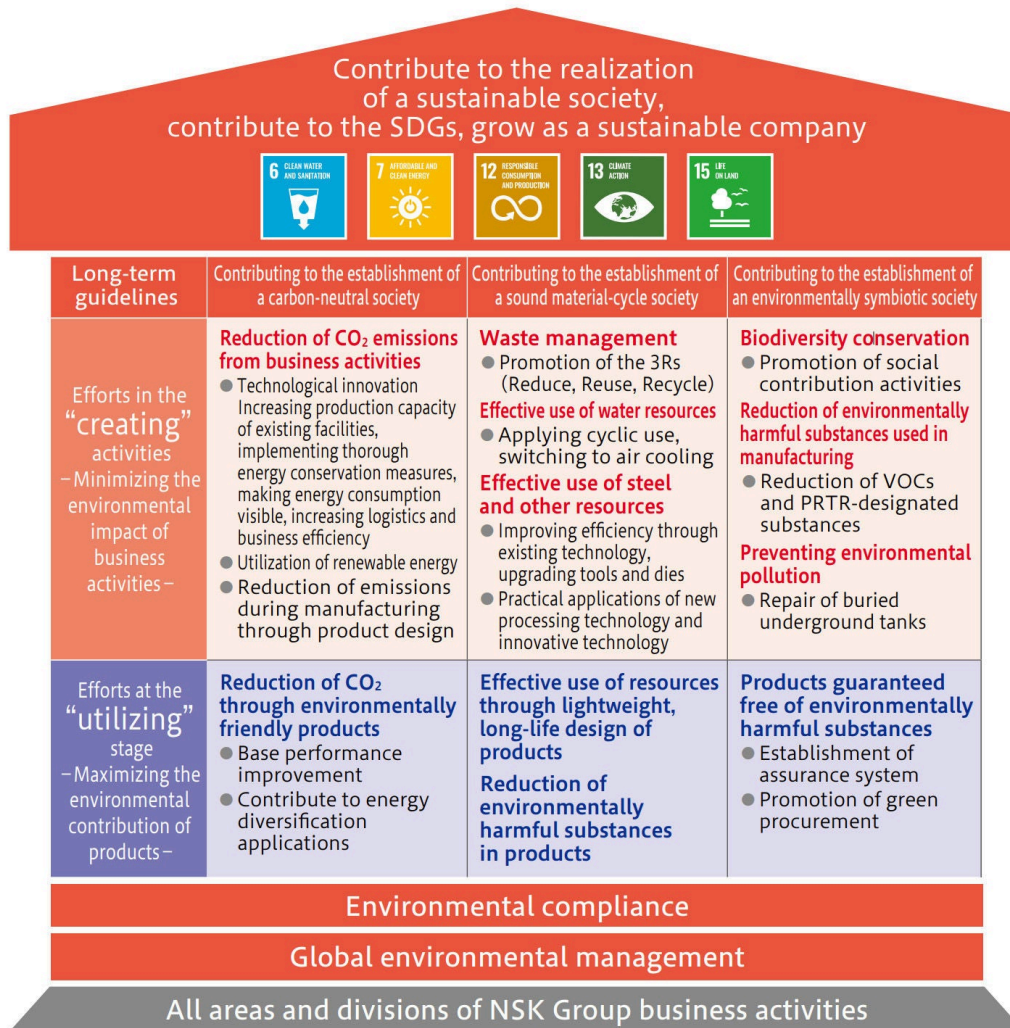 Contribute to the realization
of a sustainable society,
contribute to the SDGs, grow as a sustainable company
6 CLEAN WATER
AND SANITATION
7 AFFORDABLE AND
CLEAN ENERGY
12 RESPONSIBLE
CONSUMPTION
AND PRODUCTION
13 CLIMATE
ACTION
15 LIFE
ON LAND
Long-term
guidelines
Contributing to the establishment of
a carbon-neutral society
Contributing to the establishment of
a sound material-cycle society
Contributing to the establishment of
an environmentally symbiotic society
Efforts in the
“creating”
activities
–Minimizing the
environmental
impact of
business
activities–
Reduction of CO₂ emissions
from business activities
● Technological innovation
Increasing production capacity
of existing facilities,
implementing thorough
energy conservation measures,
making energy consumption
visible, increasing logistics and
business efficiency
● Utilization of renewable energy
● Reduction of emissions
during manufacturing
through product design
Waste management
● Promotion of the 3Rs
(Reduce, Reuse, Recycle)
Effective use of water resources
● Applying cyclic use,
switching to air cooling
Effective use of steel
and other resources
● Improving efficiency through
existing technology,
upgrading tools and dies
● Practical applications of new
processing technology and
innovative technology
Biodiversity conservation
● Promotion of social
contribution activities
Reduction of environmentally
harmful substances used in
manufacturing
● Reduction of VOCs
and PRTR-designated
substances
Preventing environmental
pollution
● Repair of buried
underground tanks
Efforts at the
“utilizing”
stage
–Maximizing the
environmental
contribution of
products–
Reduction of CO₂
through environmentally
friendly products
● Base performance
improvement
● Contribute to energy
diversification
applications
Effective use of resources
through lightweight,
long-life design of
products
Reduction of
environmentally
harmful substances
in products
Products guaranteed
free of environmentally
harmful substances
● Establishment of
assurance system
● Promotion of green
procurement
Environmental compliance
Global environmental management
All areas and divisions of NSK Group business activities